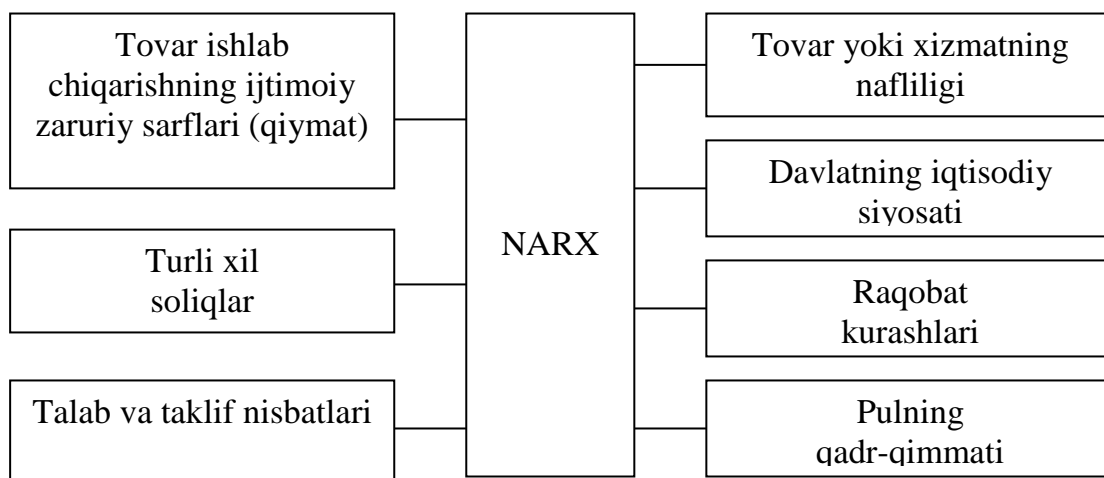 Tovar ishlab
chiqarishning ijtimoiy
zaruriy sarflari (qiymat)
Turli xil
soliqlar
Talab va taklif nisbatlari
NARX
Tovar yoki xizmatning
nafliligi
Davlatning iqtisodiy
siyosati
Raqobat
kurashlari
Pulning
qadr-qimmati